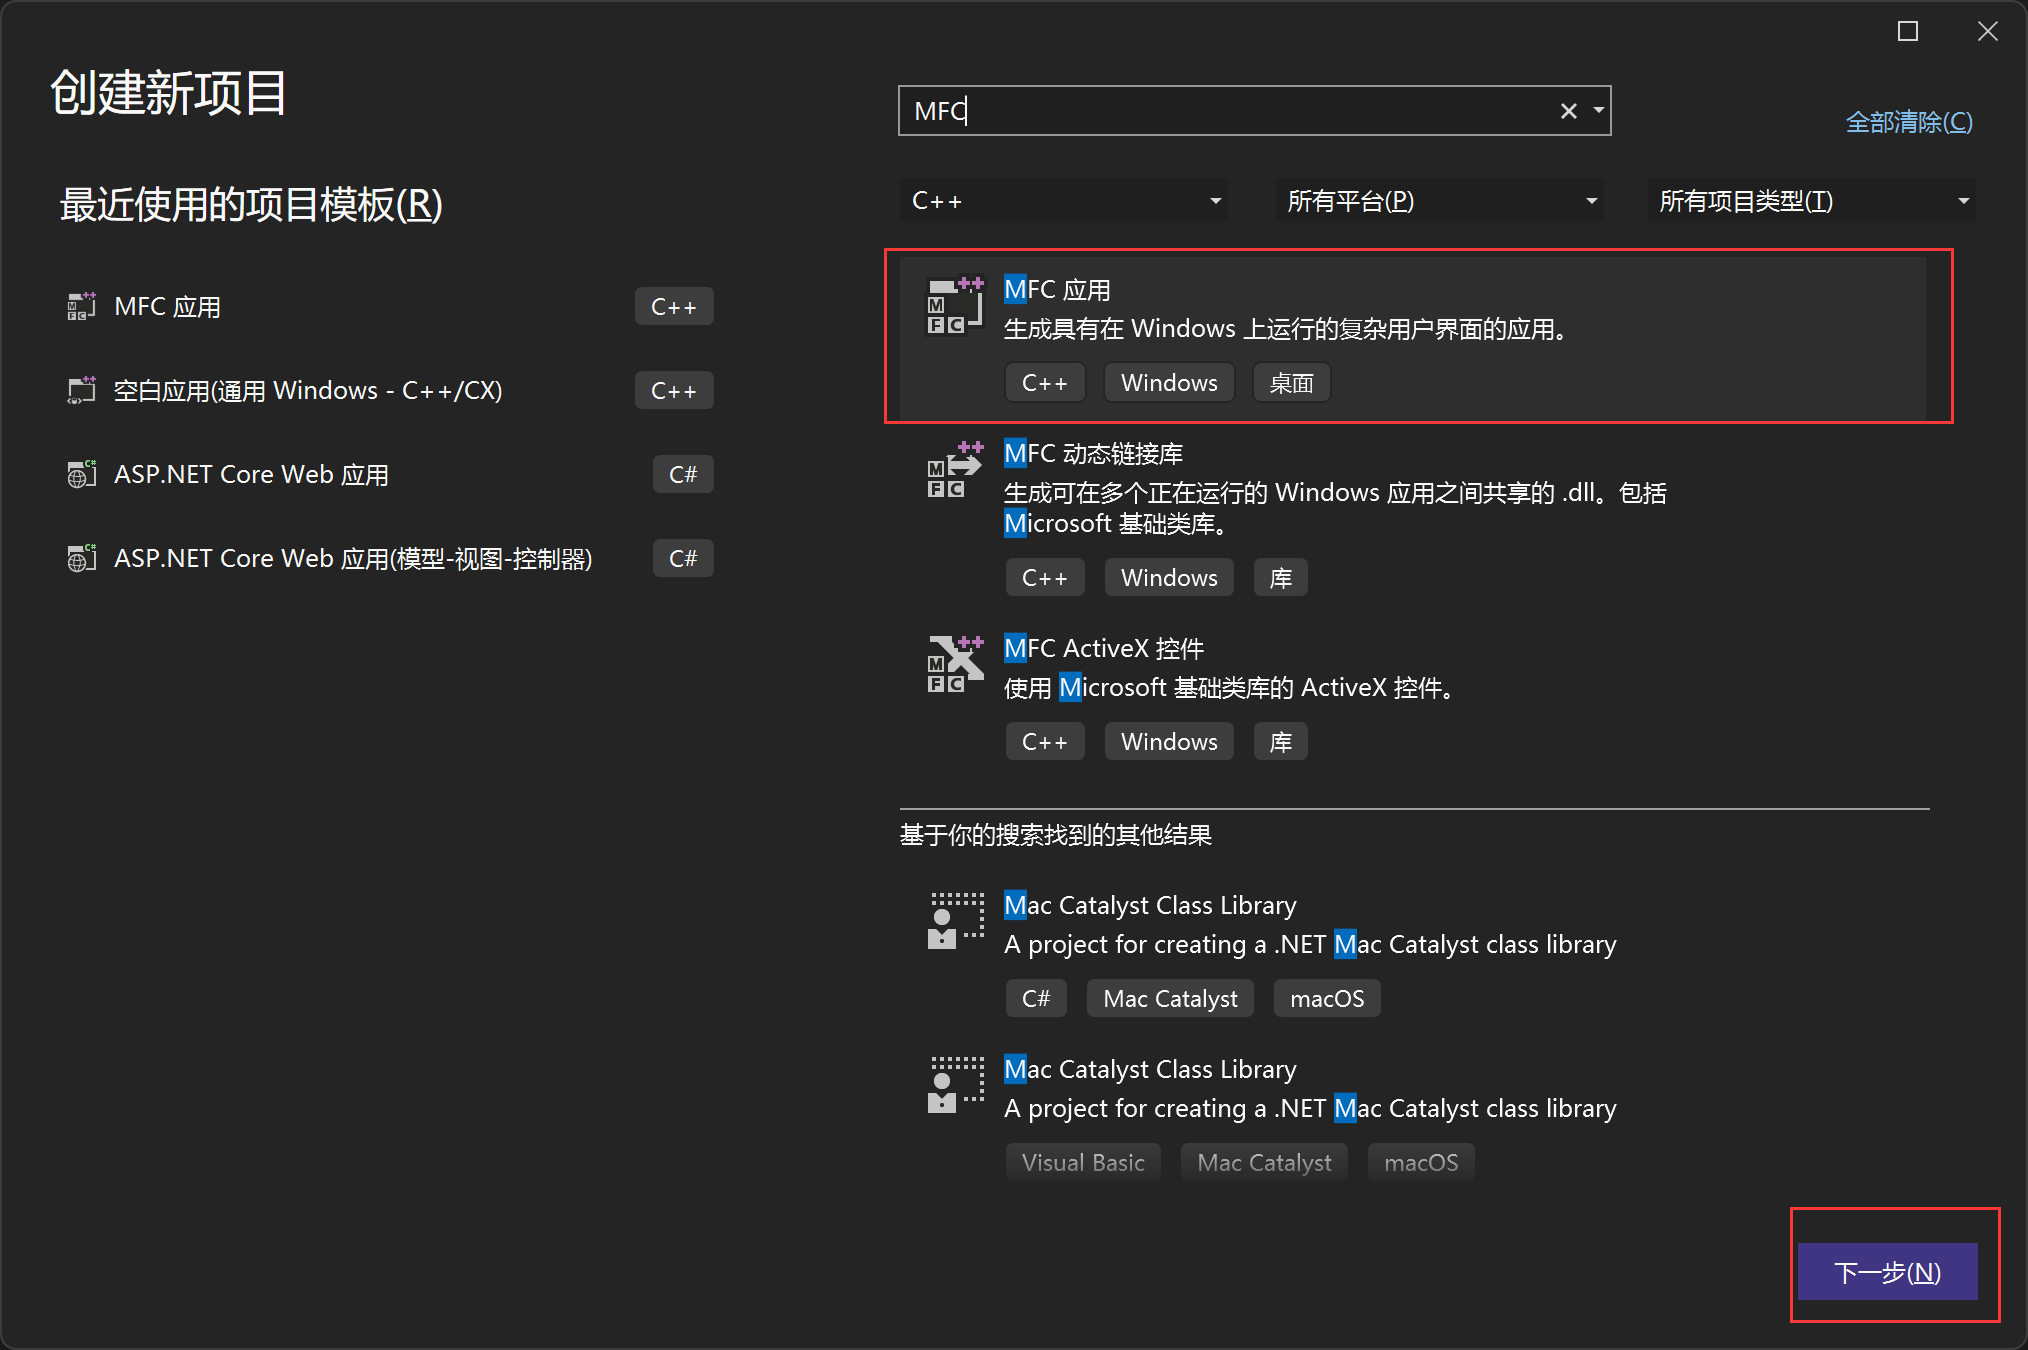 创建新项目
MFC
全部清除(C)
最近使用的项目模板(R)
C++
所有平台(P)
所有项目类型(T)
MFC 应用
C++
空白应用(通用 Windows - C++/CX)
C++
ASP.NET Core Web 应用
C#
ASP.NET Core Web 应用(模型-视图-控制器)
C#
MFC 应用
生成具有在 Windows 上运行的复杂用户界面的应用。
C++ Windows 桌面
MFC 动态链接库
生成可在多个正在运行的 Windows 应用之间共享的 .dll。包括
Microsoft 基础类库。
C++ Windows 库
MFC ActiveX 控件
使用 Microsoft 基础类库的 ActiveX 控件。
C++ Windows 库
基于你的搜索找到的其他结果
Mac Catalyst Class Library
A project for creating a .NET Mac Catalyst class library
C# Mac Catalyst macOS
Mac Catalyst Class Library
A project for creating a .NET Mac Catalyst class library
Visual Basic Mac Catalyst macOS
下一步(N)